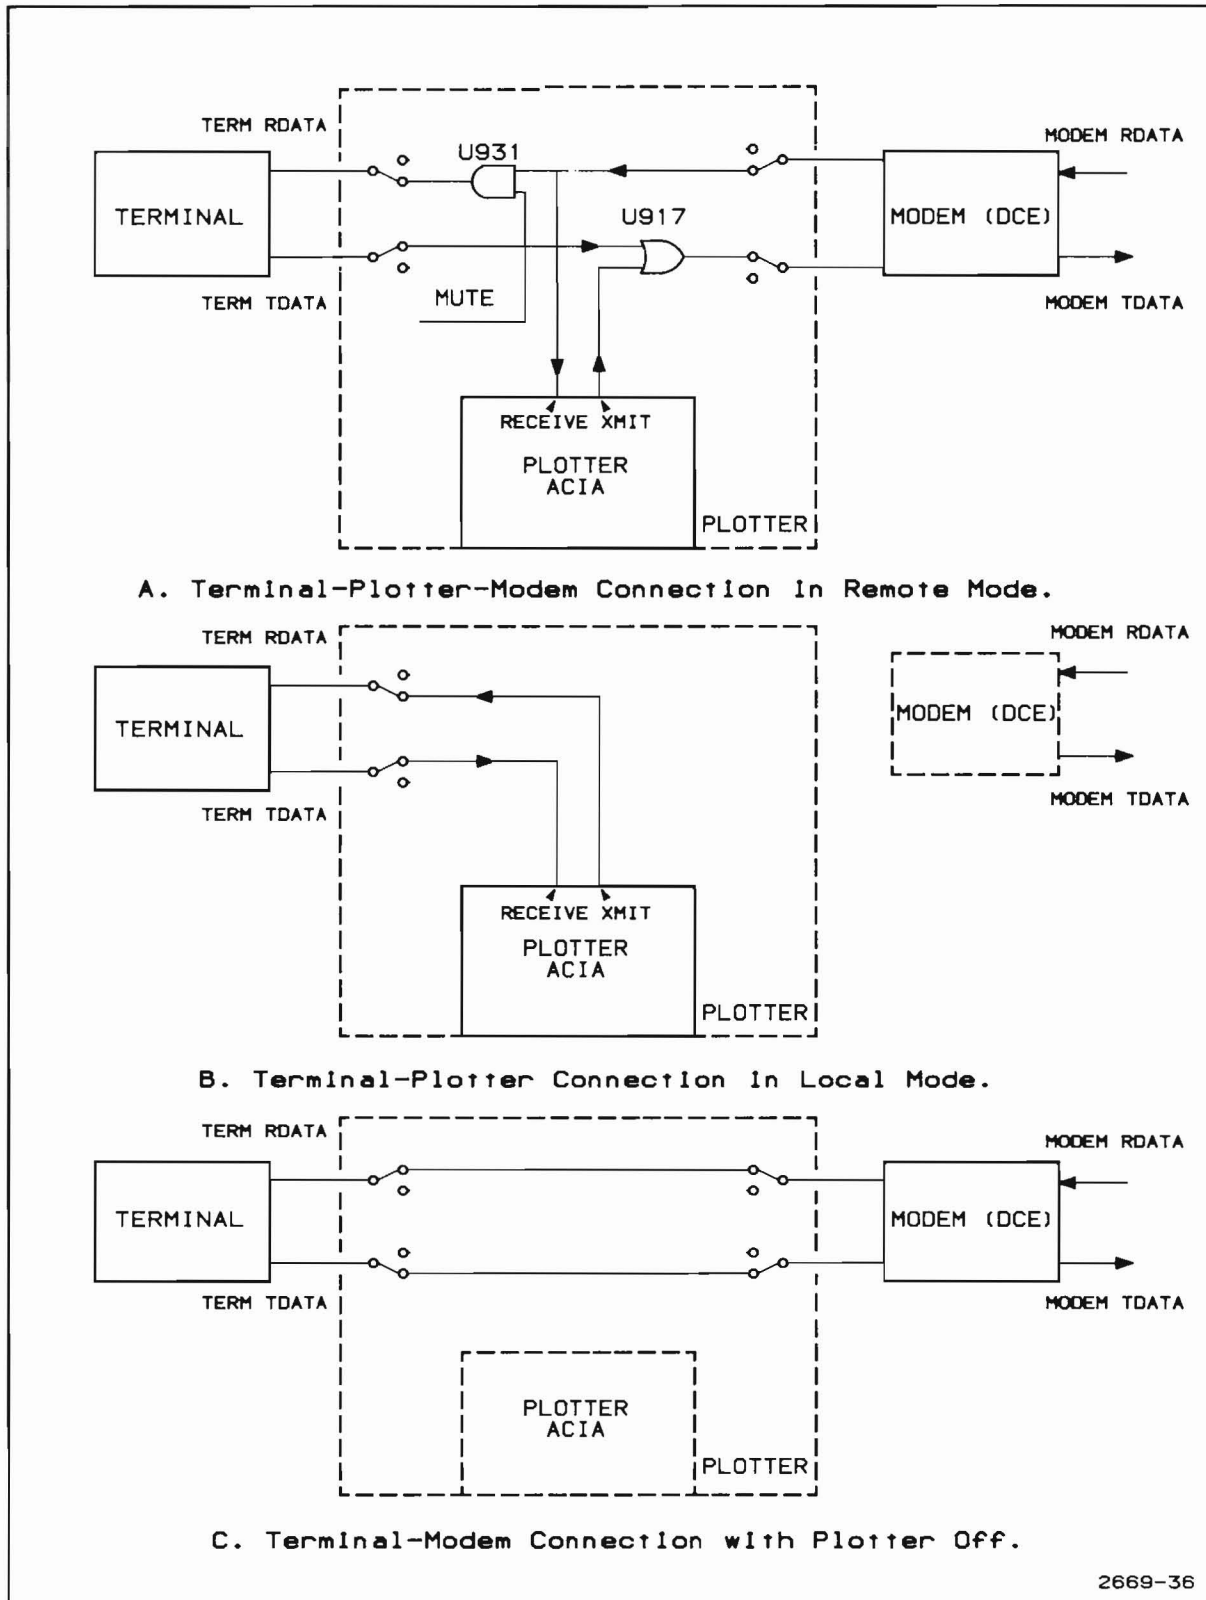 TERM RDATA
MODEM RDATA
U931
TERMINAL
U917
MODEM (DCE)
MUTE
TERM TDATA
MODEM TDATA
RECEIVE XMIT
PLOTTER
ACIA
PLOTTER
A. Terminal-Plotter-Modem Connection in Remote Mode.
TERM RDATA
MODEM RDATA
TERMINAL
MODEM (DCE)
TERM TDATA
MODEM TDATA
RECEIVE XMIT
PLOTTER
ACIA
PLOTTER
B. Terminal-Plotter Connection in Local Mode.
TERM RDATA
MODEM RDATA
TERMINAL
MODEM (DCE)
TERM TDATA
MODEM TDATA
PLOTTER
ACIA
PLOTTER
C. Terminal-Modem Connection with Plotter Off.
2669-36